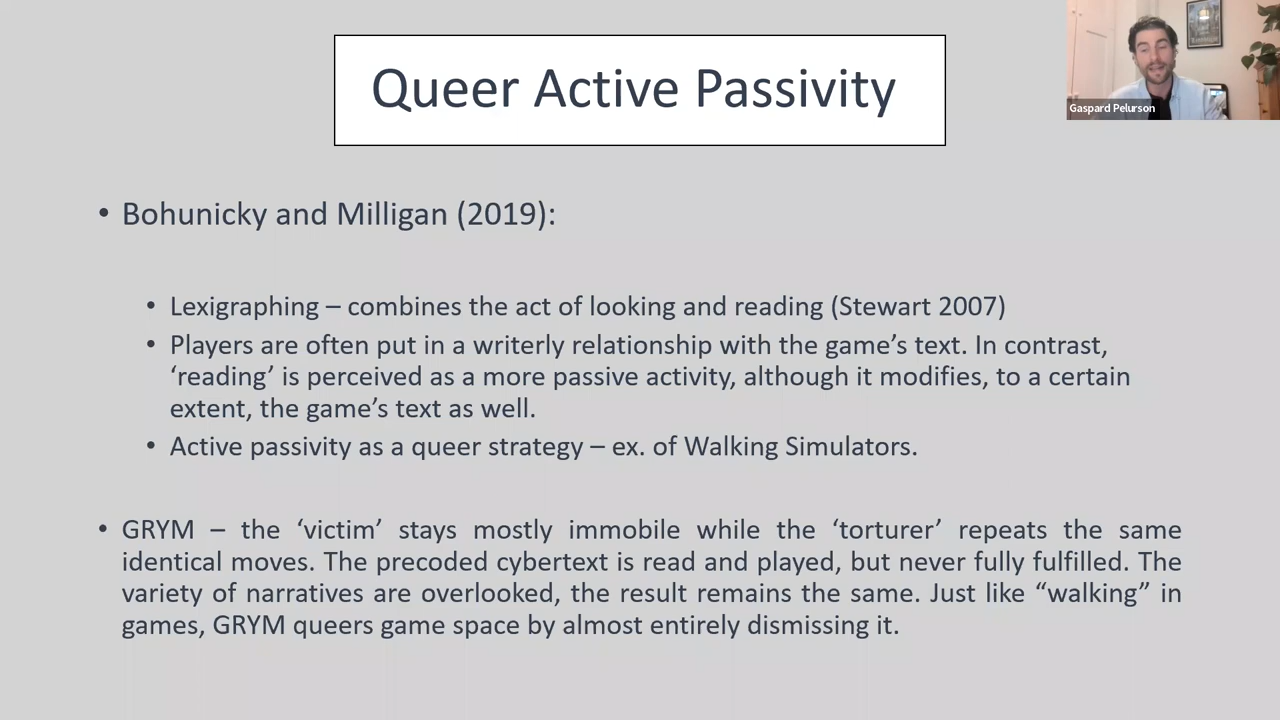 Queer Active Passivity
Gaspard Pelurson
• Bohunicky and Milligan (2019):
• Lexigraphing – combines the act of looking and reading (Stewart 2007)
• Players are often put in a writerly relationship with the game’s text. In contrast,
‘reading’ is perceived as a more passive activity, although it modifies, to a certain
extent, the game’s text as well.
• Active passivity as a queer strategy – ex. of Walking Simulators.
• GRYM – the ‘victim’ stays mostly immobile while the ‘torturer’ repeats the same
identical moves. The precoded cybertext is read and played, but never fully fulfilled. The
variety of narratives are overlooked, the result remains the same. Just like “walking” in
games, GRYM queers game space by almost entirely dismissing it.